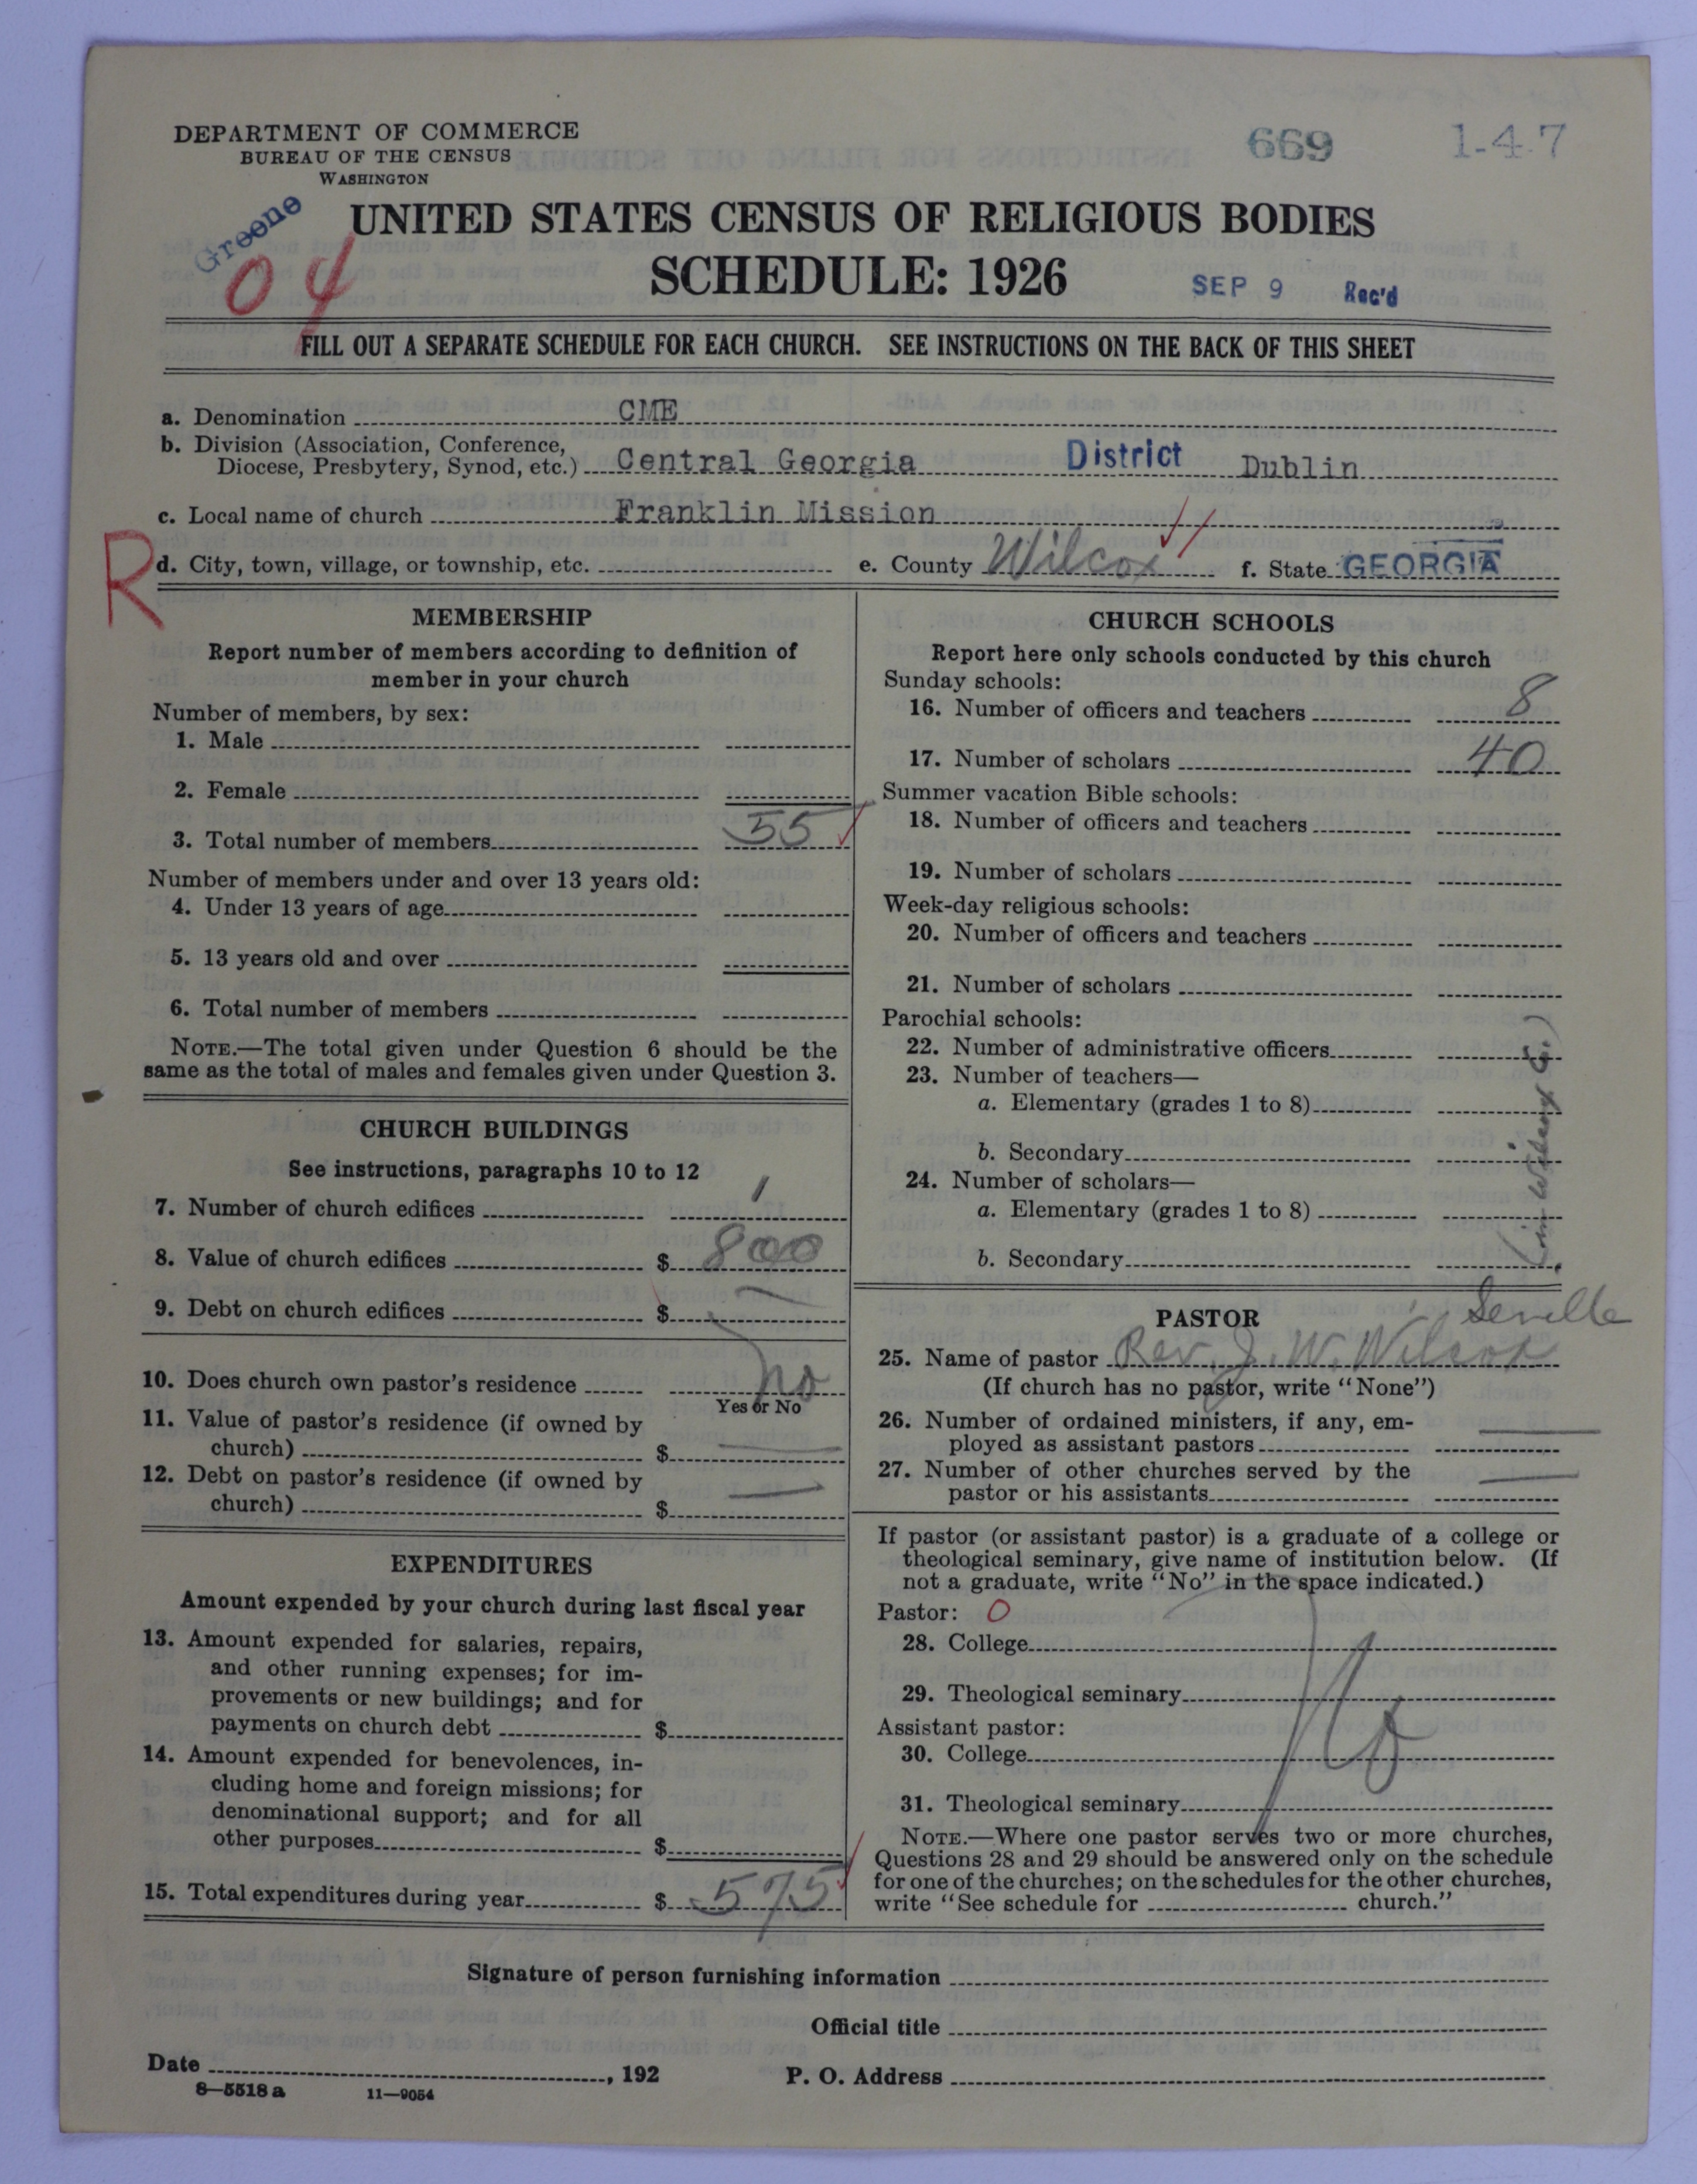 DEPARTMENT OF COMMERCE
BUREAU OF THE CENSUS
WASHINGTON
669
1-4-7
Greene
04
UNITED STATES CENSUS OF RELIGIOUS BODIES
SCHEDULE: 1926
SEP 9 Rec'd
FILL OUT A SEPARATE SCHEDULE FOR EACH CHURCH. SEE INSTRUCTIONS ON THE BACK OF THIS SHEET
a. Denomination CME
b. Division (Association, Conference,
Diocese, Presbytery, Synod, etc.) Central Georgia District Dublin
c. Local name of church Franklin Mission
R
d. City, town, village, or township, etc. e. County Wilcox f. State GEORGIA
MEMBERSHIP
Report number of members according to definition of
member in your church
Number of members, by sex:
1. Male
2. Female
3. Total number of members 55
Number of members under and over 13 years old:
4. Under 13 years of age
5. 13 years old and over
6. Total number of members
NOTE.—The total given under Question 6 should be the
same as the total of males and females given under Question 3.
CHURCH BUILDINGS
See instructions, paragraphs 10 to 12
7. Number of church edifices 1
8. Value of church edifices $ 800
9. Debt on church edifices $
10. Does church own pastor's residence no
Yes or No
11. Value of pastor's residence (if owned by
church) $
12. Debt on pastor's residence (if owned by
church) $
EXPENDITURES
Amount expended by your church during last fiscal year
13. Amount expended for salaries, repairs,
and other running expenses; for im-
provements or new buildings; and for
payments on church debt $
14. Amount expended for benevolences, in-
cluding home and foreign missions; for
denominational support; and for all
other purposes $
15. Total expenditures during year $ 575
CHURCH SCHOOLS
Report here only schools conducted by this church
Sunday schools:
16. Number of officers and teachers 8
17. Number of scholars 40
Summer vacation Bible schools:
18. Number of officers and teachers
19. Number of scholars
Week-day religious schools:
20. Number of officers and teachers
21. Number of scholars
Parochial schools:
22. Number of administrative officers
23. Number of teachers—
a. Elementary (grades 1 to 8)
b. Secondary
24. Number of scholars—
a. Elementary (grades 1 to 8)
b. Secondary
(in Wilcox
PASTOR
Seville
25. Name of pastor Rev. J. W. Wilcox
(If church has no pastor, write "None")
26. Number of ordained ministers, if any, em-
ployed as assistant pastors
27. Number of other churches served by the
pastor or his assistants
If pastor (or assistant pastor) is a graduate of a college or
theological seminary, give name of institution below. (If
not a graduate, write "No" in the space indicated.)
Pastor: O
28. College
29. Theological seminary
Assistant pastor:
30. College
No
31. Theological seminary
NOTE.—Where one pastor serves two or more churches,
Questions 28 and 29 should be answered only on the schedule
for one of the churches; on the schedules for the other churches,
write "See schedule for church."
Signature of person furnishing information
Official title
Date , 192 P. O. Address
8—5518 a 11—9054